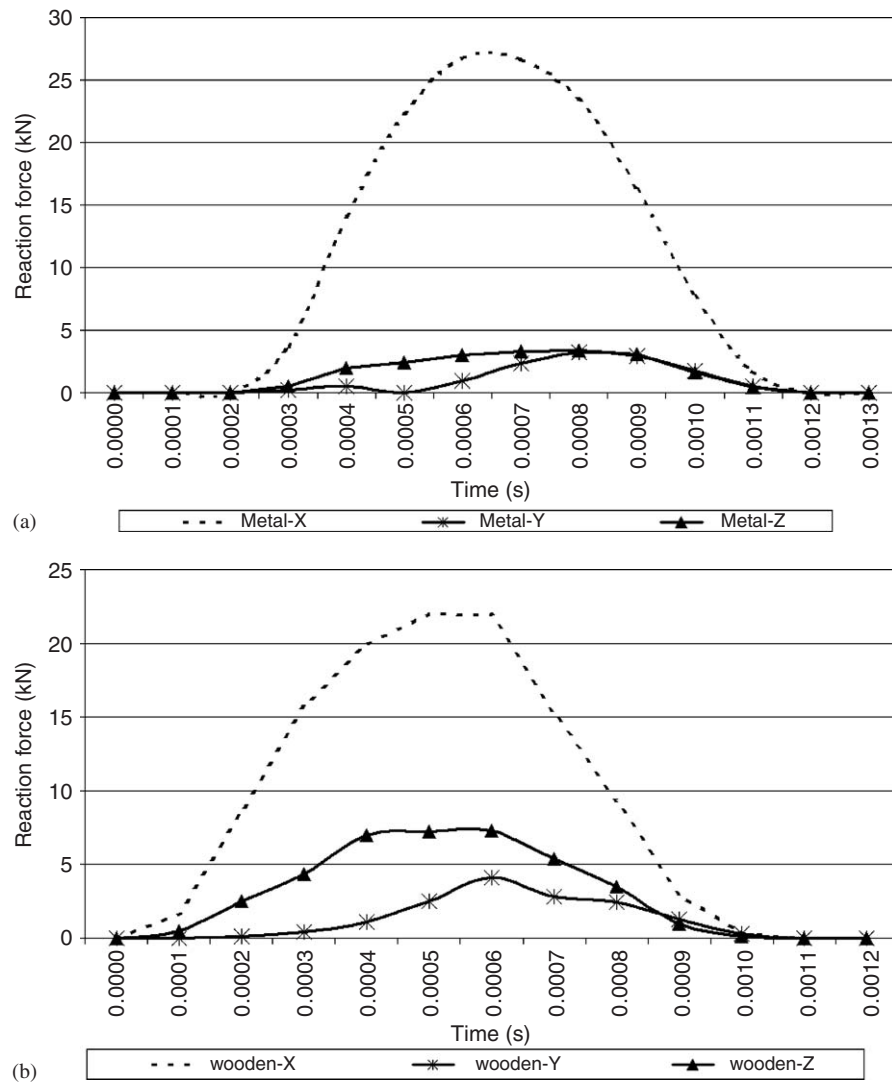 30
25
20
15
10
5
0
Reaction force (kN)
0.0000 0.0001 0.0002 0.0003 0.0004 0.0005 0.0006 0.0007 0.0008 0.0009 0.0010 0.0011 0.0012 0.0013
Time (s)
(a)
Metal-X Metal-Y Metal-Z
25
20
15
10
5
0
Reaction force (kN)
0.0000 0.0001 0.0002 0.0003 0.0004 0.0005 0.0006 0.0007 0.0008 0.0009 0.0010 0.0011 0.0012
Time (s)
(b)
wooden-X wooden-Y wooden-Z